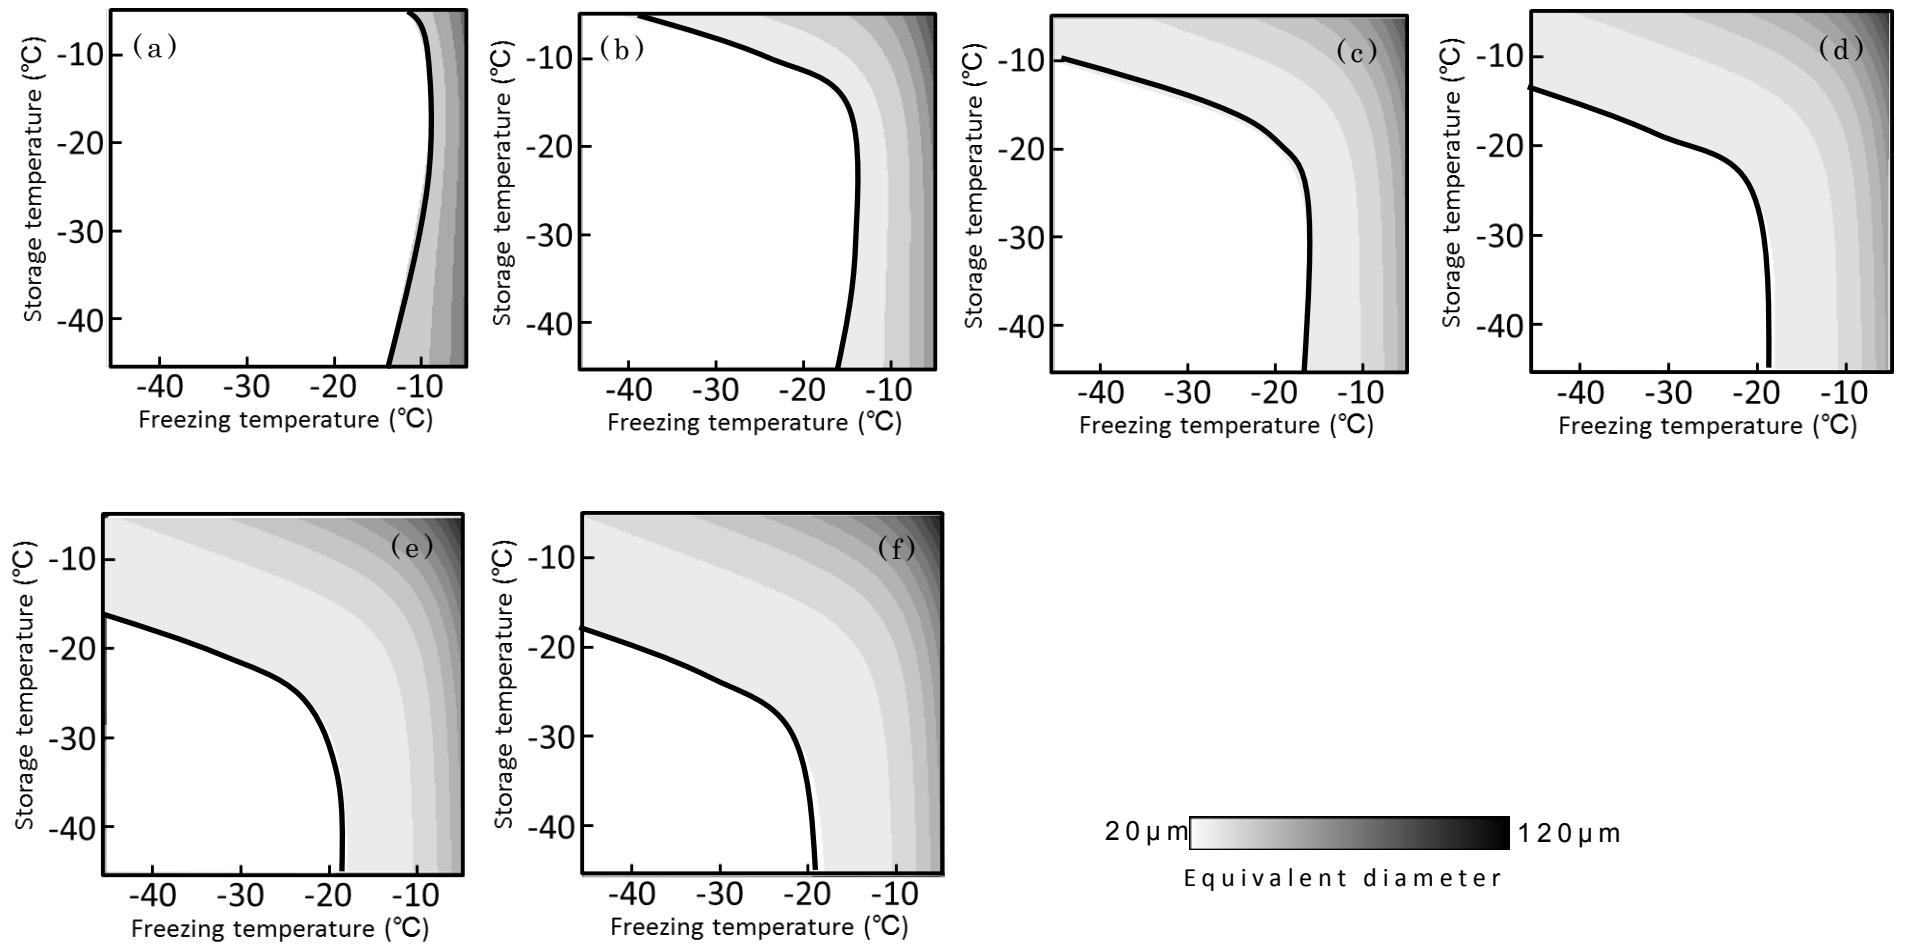 (a)
Storage temperature (℃)
-10
-20
-30
-40
-40 -30 -20 -10
Freezing temperature (℃)
(b)
Storage temperature (℃)
-10
-20
-30
-40
-40 -30 -20 -10
Freezing temperature (℃)
(c)
Storage temperature (℃)
-10
-20
-30
-40
-40 -30 -20 -10
Freezing temperature (℃)
(d)
Storage temperature (℃)
-10
-20
-30
-40
-40 -30 -20 -10
Freezing temperature (℃)
(e)
Storage temperature (℃)
-10
-20
-30
-40
-40 -30 -20 -10
Freezing temperature (℃)
(f)
Storage temperature (℃)
-10
-20
-30
-40
-40 -30 -20 -10
Freezing temperature (℃)
20μm 120μm
Equivalent diameter